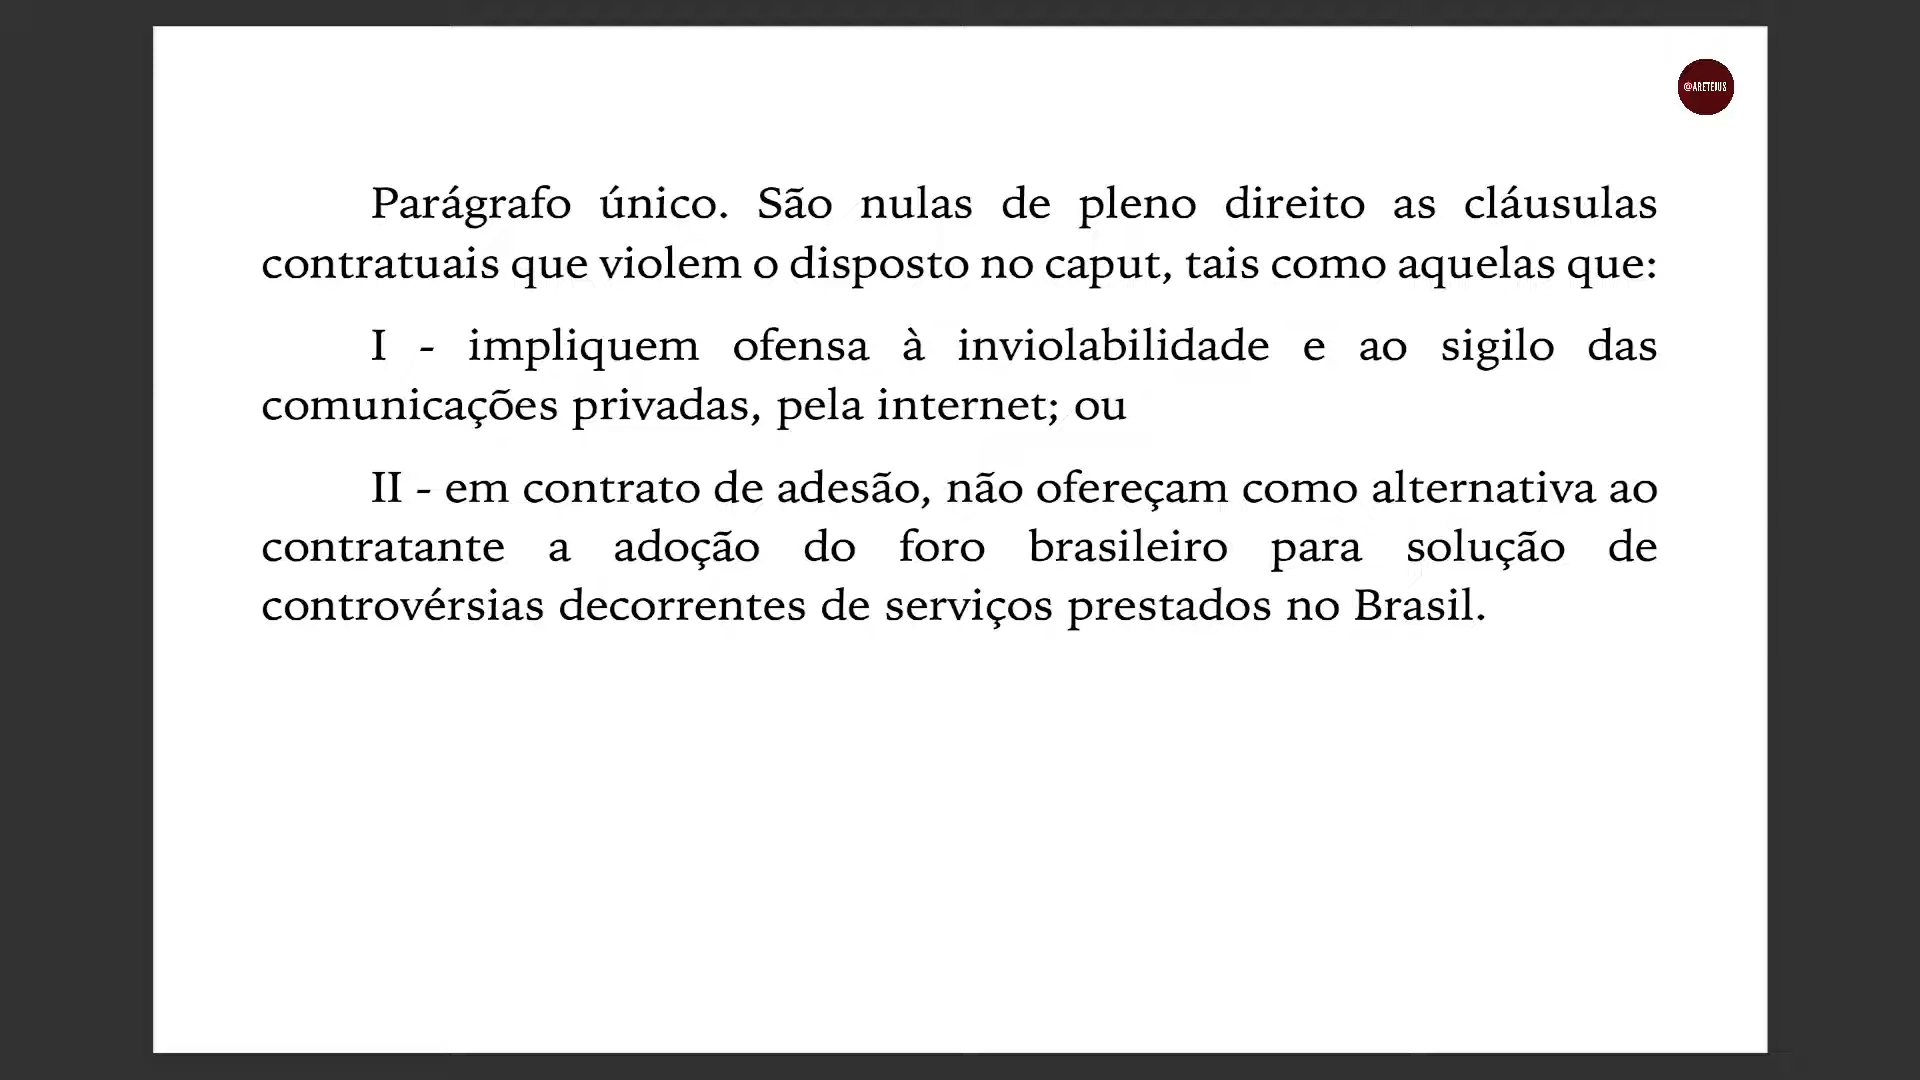 @ARETEJUS
Parágrafo único. São nulas de pleno direito as cláusulas
contratuais que violem o disposto no caput, tais como aquelas que:
I - impliquem ofensa à inviolabilidade e ao sigilo das
comunicações privadas, pela internet; ou
II - em contrato de adesão, não ofereçam como alternativa ao
contratante a adoção do foro brasileiro para solução de
controvérsias decorrentes de serviços prestados no Brasil.